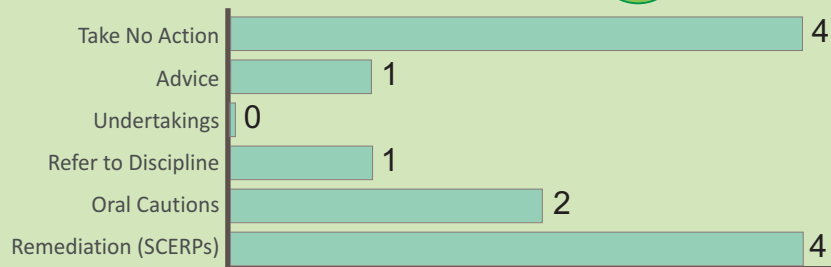 Take No Action 4
Advice 1
Undertakings 0
Refer to Discipline 1
Oral Cautions 2
Remediation (SCERPs) 4